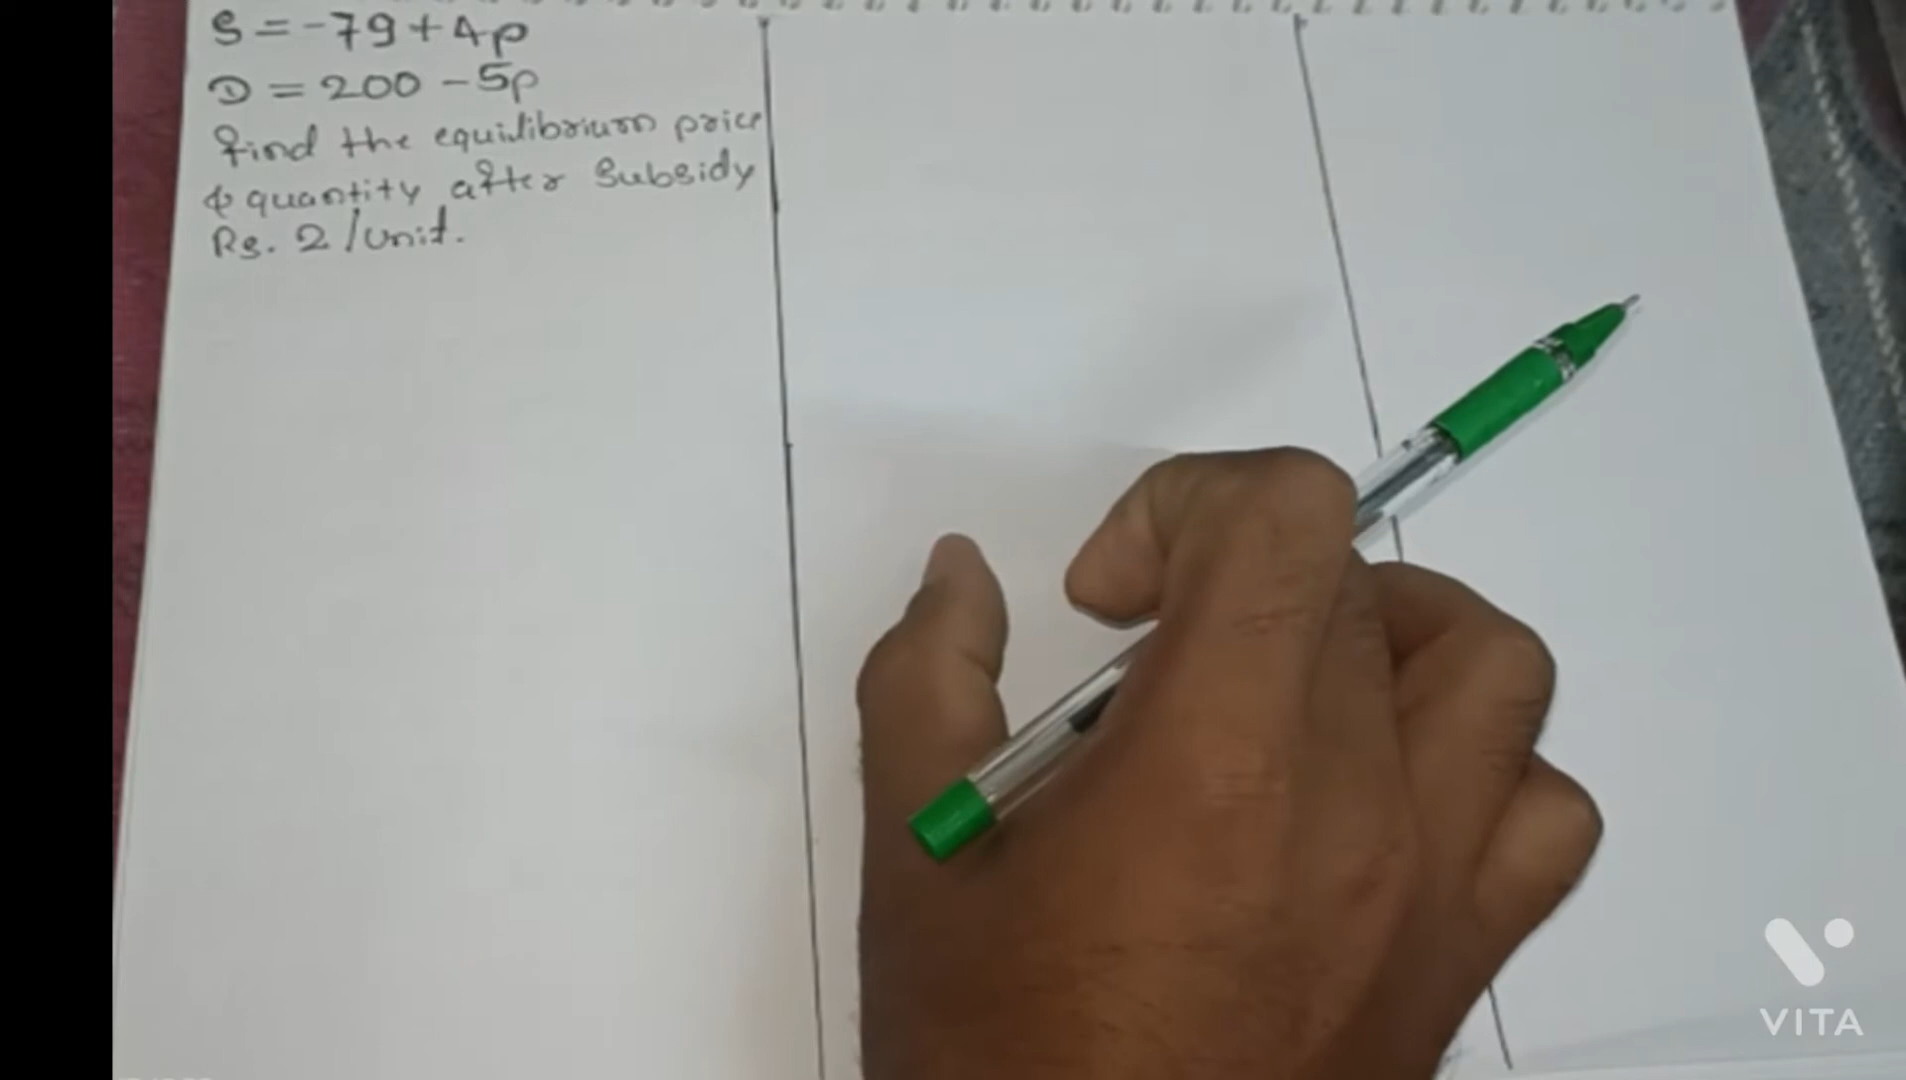 S = -79 + 4p
D = 200 - 5p
find the equilibrium price
& quantity after Subsidy
Rs. 2/Unit.
VITA